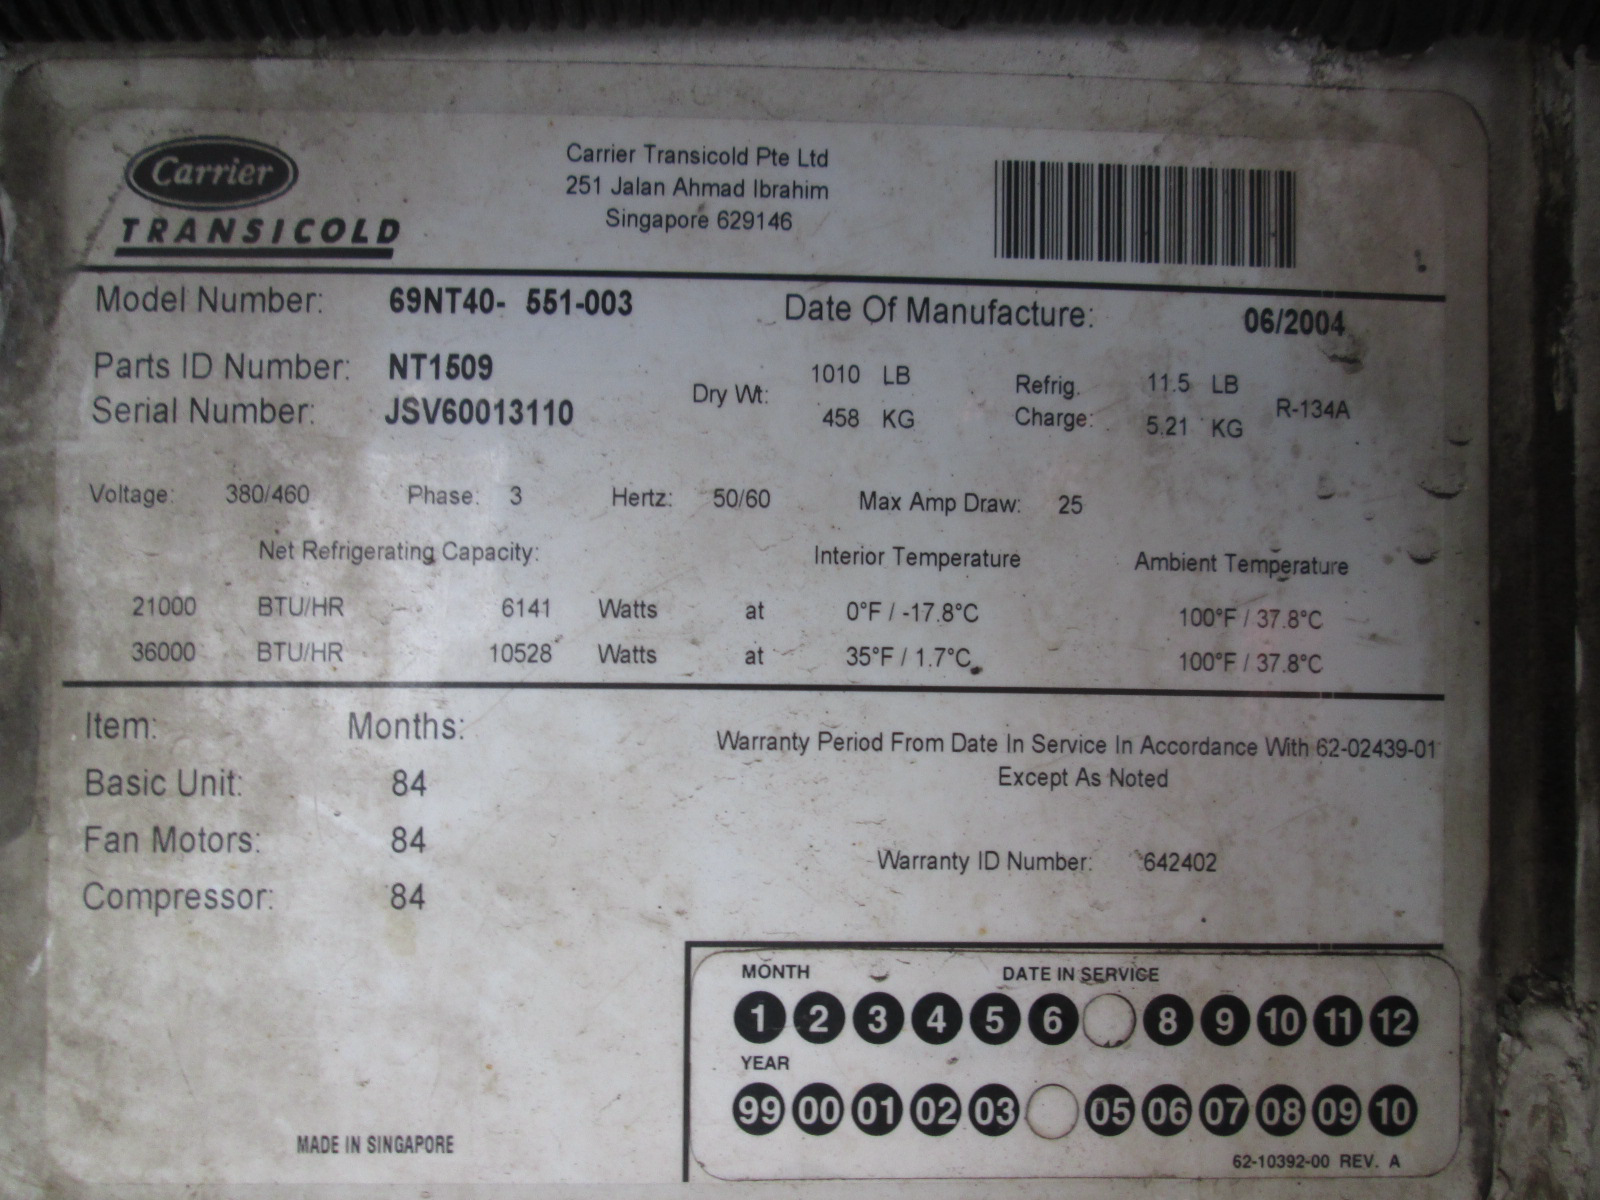 Carrier
TRANSICOLD
Carrier Transicold Pte Ltd
251 Jalan Ahmad Ibrahim
Singapore 629146
Model Number: 69NT40- 551-003 Date Of Manufacture: 06/2004
Parts ID Number: NT1509
Serial Number: JSV60013110
Dry Wt: 1010 LB
458 KG
Refrig. Charge: 11.5 LB
5.21 KG
R-134A
Voltage: 380/460 Phase: 3 Hertz: 50/60 Max Amp Draw: 25
Net Refrigerating Capacity: Interior Temperature Ambient Temperature
21000 BTU/HR 6141 Watts at 0°F / -17.8°C 100°F / 37.8°C
36000 BTU/HR 10528 Watts at 35°F / 1.7°C 100°F / 37.8°C
Item: Months:
Basic Unit: 84
Fan Motors: 84
Compressor: 84
Warranty Period From Date In Service In Accordance With 62-02439-01
Except As Noted
Warranty ID Number: 642402
MONTH DATE IN SERVICE
1 2 3 4 5 6 8 9 10 11 12
YEAR
99 00 01 02 03 05 06 07 08 09 10
62-10392-00 REV. A
MADE IN SINGAPORE